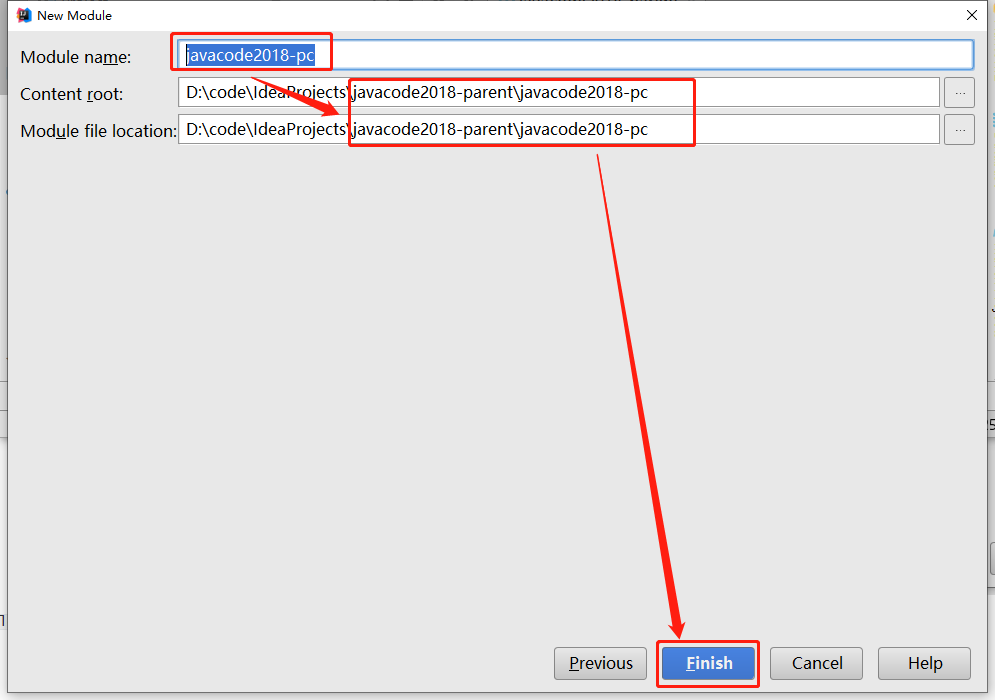 New Module
Module name: javacode2018-pc
Content root: D:\code\IdeaProjects\javacode2018-parent\javacode2018-pc ...
Module file location: D:\code\IdeaProjects\javacode2018-parent\javacode2018-pc ...
Previous Finish Cancel Help